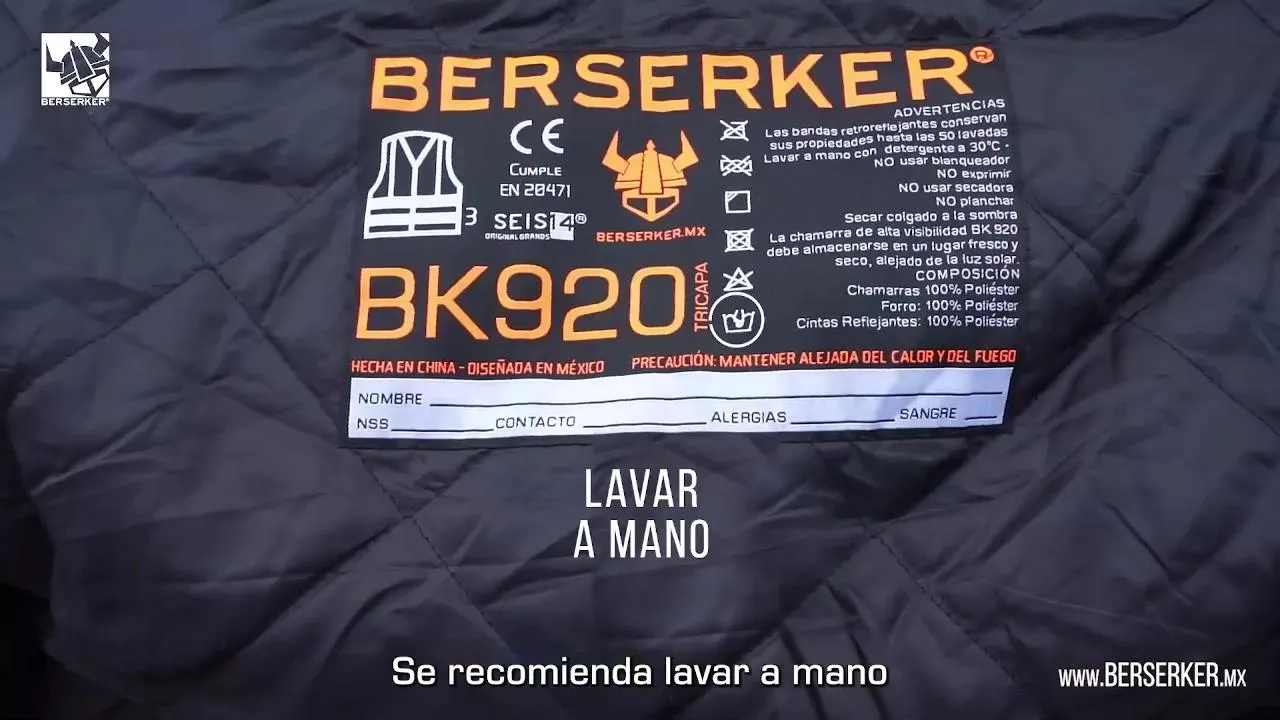 BERSERKER®
BERSERKER®
CE
CUMPLE
EN 20471
3
SEIS14®
ORIGINAL GRANDS
BERSERKER.MX
BK920
TRICAPA
ADVERTENCIAS
Las bandas retroreflejantes conservan
sus propiedades hasta las 50 lavadas
Lavar a mano con detergente a 30°C -
NO usar blanqueador
NO exprimir
NO usar secadora
NO planchar
Secar colgado a la sombra
La chamarra de alta visibilidad BK 920
debe almacenarse en un lugar fresco y
seco, alejado de la luz solar.
COMPOSICIÓN
Chamarras 100% Poliéster
Forro: 100% Poliéster
Cintas Reflejantes: 100% Poliéster
HECHA EN CHINA - DISEÑADA EN MÉXICO PRECAUCIÓN: MANTENER ALEJADA DEL CALOR Y DEL FUEGO
NOMBRE
NSS CONTACTO ALERGIAS SANGRE
LAVAR
A MANO
Se recomienda lavar a mano
www.BERSERKER.MX